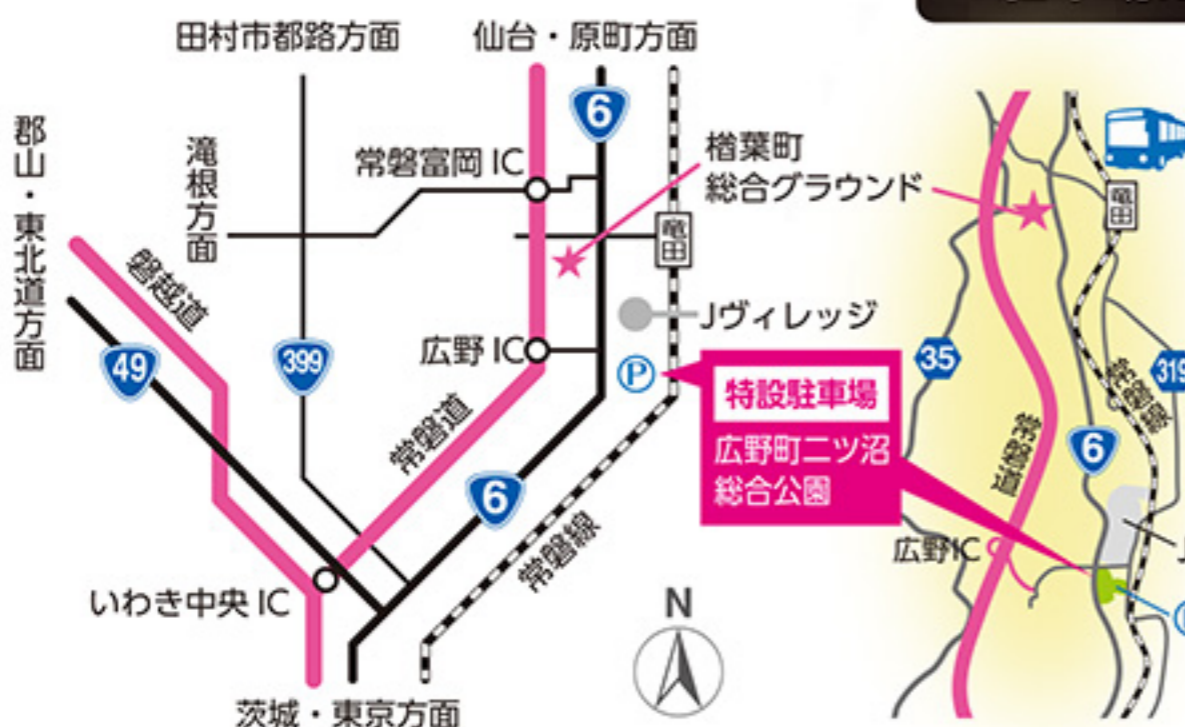 田村市都路方面
仙台・原町方面
6
郡山・東北道方面
滝根方面
常磐富岡 IC
楢葉町
総合グラウンド
竜田
竜田
磐越道
Jヴィレッジ
49
399
広野 IC
P
35
319
特設駐車場
広野町二ツ沼
総合公園
常磐道
常磐線
常磐道
6
6
常磐線
広野IC
いわき中央 IC
N
茨城・東京方面